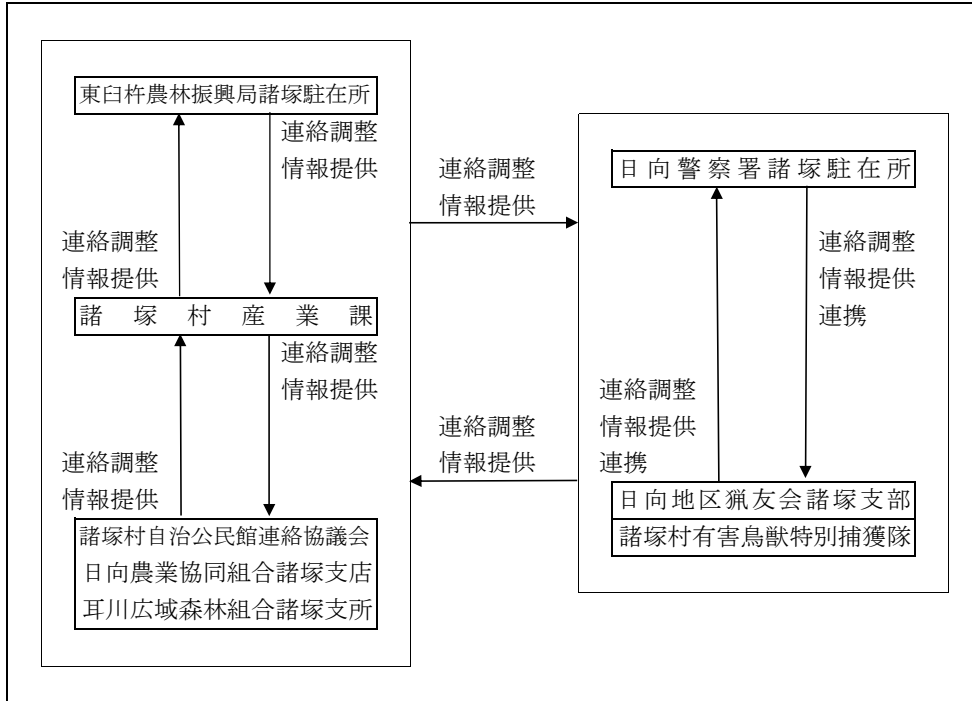 東臼杵農林振興局諸塚駐在所
連絡調整
情報提供
連絡調整
情報提供
諸塚村産業課
連絡調整
情報提供
連絡調整
情報提供
諸塚村自治公民館連絡協議会
日向農業協同組合諸塚支店
耳川広域森林組合諸塚支所
連絡調整
情報提供
連絡調整
情報提供
日向警察署諸塚駐在所
連絡調整
情報提供
連携
連絡調整
情報提供
連携
日向地区猟友会諸塚支部
諸塚村有害鳥獣特別捕獲隊